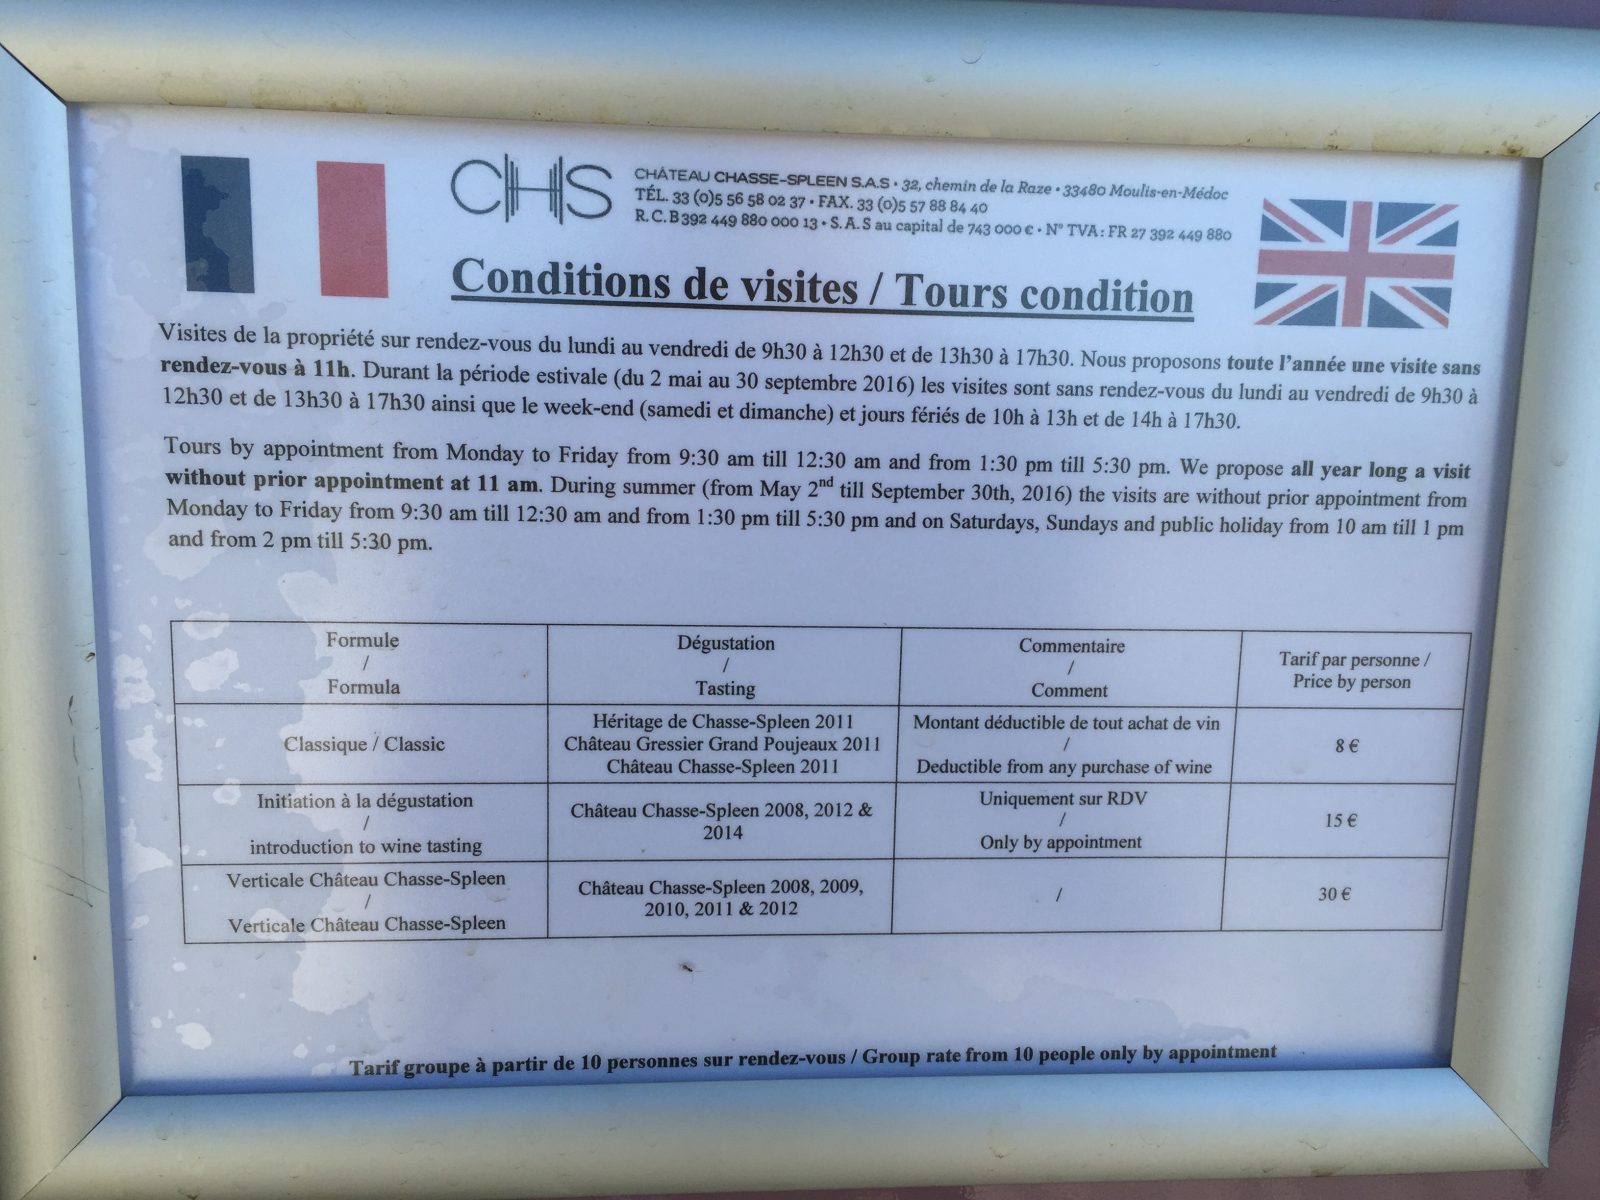 CHS
CHÂTEAU CHASSE-SPLEEN S.A.S • 32, chemin de la Raze • 33480 Moulis-en-Médoc
TÉL. 33 (0)5 56 58 02 37 • FAX. 33 (0)5 57 88 84 40
R.C.B 392 449 880 000 13 • S.A.S au capital de 743 000 € • N° TVA : FR 27 392 449 880
Conditions de visites / Tours condition
Visites de la propriété sur rendez-vous du lundi au vendredi de 9h30 à 12h30 et de 13h30 à 17h30. Nous proposons toute l'année une visite sans
rendez-vous à 11h. Durant la période estivale (du 2 mai au 30 septembre 2016) les visites sont sans rendez-vous du lundi au vendredi de 9h30 à
12h30 et de 13h30 à 17h30 ainsi que le week-end (samedi et dimanche) et jours fériés de 10h à 13h et de 14h à 17h30.
Tours by appointment from Monday to Friday from 9:30 am till 12:30 am and from 1:30 pm till 5:30 pm. We propose all year long a visit
without prior appointment at 11 am. During summer (from May 2nd till September 30th, 2016) the visits are without prior appointment from
Monday to Friday from 9:30 am till 12:30 am and from 1:30 pm till 5:30 pm and on Saturdays, Sundays and public holiday from 10 am till 1 pm
and from 2 pm till 5:30 pm.
Formule
/
Formula
Dégustation
/
Tasting
Commentaire
/
Comment
Tarif par personne /
Price by person
Classique / Classic
Héritage de Chasse-Spleen 2011
Château Gressier Grand Poujeaux 2011
Château Chasse-Spleen 2011
Montant déductible de tout achat de vin
/
Deductible from any purchase of wine
8 €
Initiation à la dégustation
/
introduction to wine tasting
Château Chasse-Spleen 2008, 2012 &
2014
Uniquement sur RDV
/
Only by appointment
15 €
Verticale Château Chasse-Spleen
/
Verticale Château Chasse-Spleen
Château Chasse-Spleen 2008, 2009,
2010, 2011 & 2012
/
30 €
Tarif groupe à partir de 10 personnes sur rendez-vous / Group rate from 10 people only by appointment